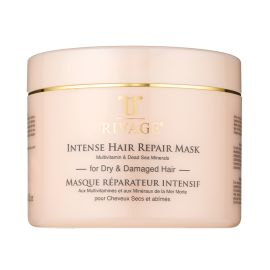 RIVAGE
INTENSE HAIR REPAIR MASK
Multivitamin & Dead Sea Minerals
for Dry & Damaged Hair
MASQUE RÉPARATEUR INTENSIF
Aux Multivitaminés et aux Minéraux de la Mer Morte
pour Cheveux Secs et abîmés